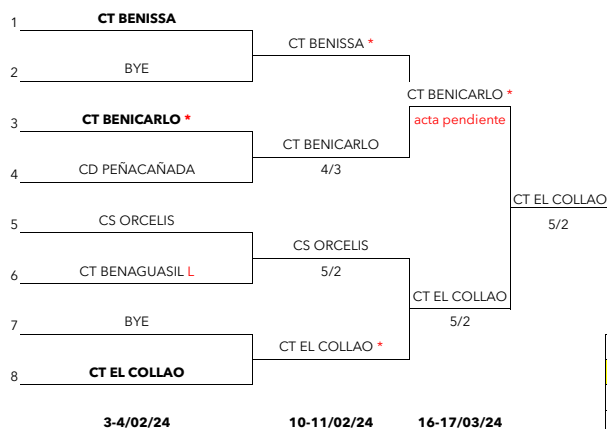 1 CT BENISSA
CT BENISSA *
2 BYE
CT BENICARLO *
3 CT BENICARLO *
acta pendiente
CT BENICARLO
4 CD PEÑACAÑADA
4/3
CT EL COLLAO
5 CS ORCELIS
5/2
CS ORCELIS
6 CT BENAGUASIL L
5/2
CT EL COLLAO
7 BYE
5/2
CT EL COLLAO *
8 CT EL COLLAO
3-4/02/24 10-11/02/24 16-17/03/24